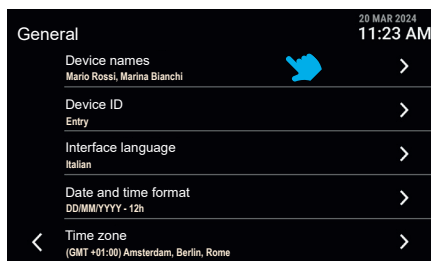 20 MAR 2024
General
11:23 AM
Device names
Mario Rossi, Marina Bianchi
Device ID
Entry
Interface language
Italian
Date and time format
DD/MM/YYYY - 12h
Time zone
(GMT +01:00) Amsterdam, Berlin, Rome